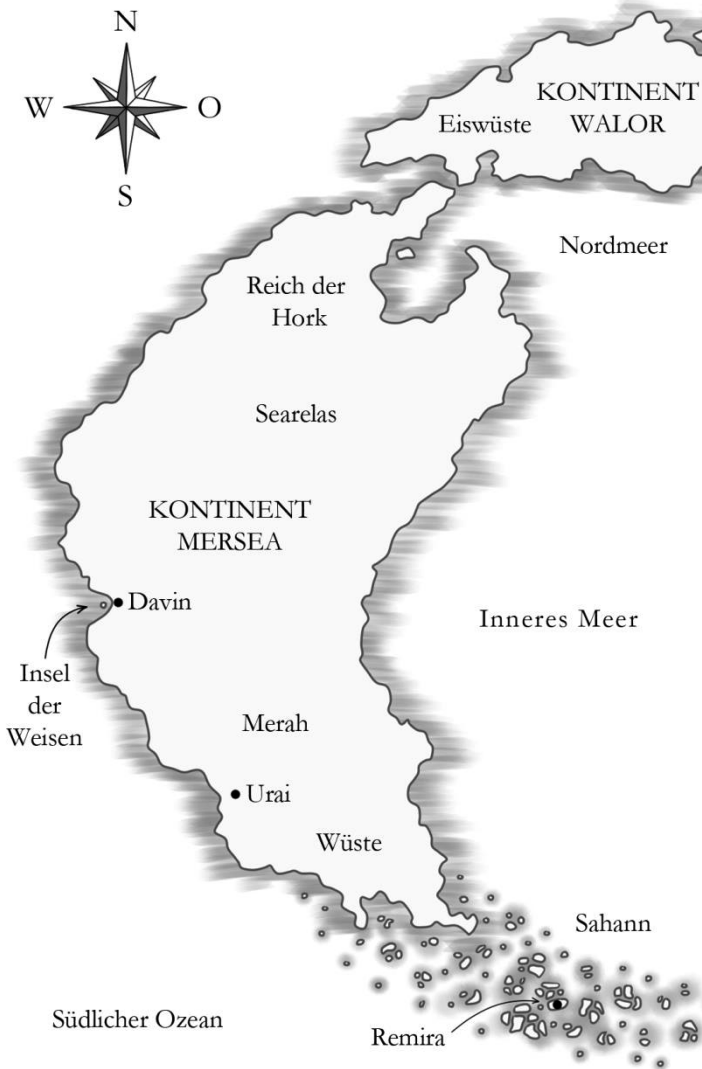 N
W
O
S
KONTINENT
WALOR
Eiswüste
Nordmeer
Reich der
Hork
Searelas
KONTINENT
MERSEA
Davin
Inneres Meer
Insel
der
Weisen
Merah
Urai
Wüste
Sahann
Südlicher Ozean
Remira